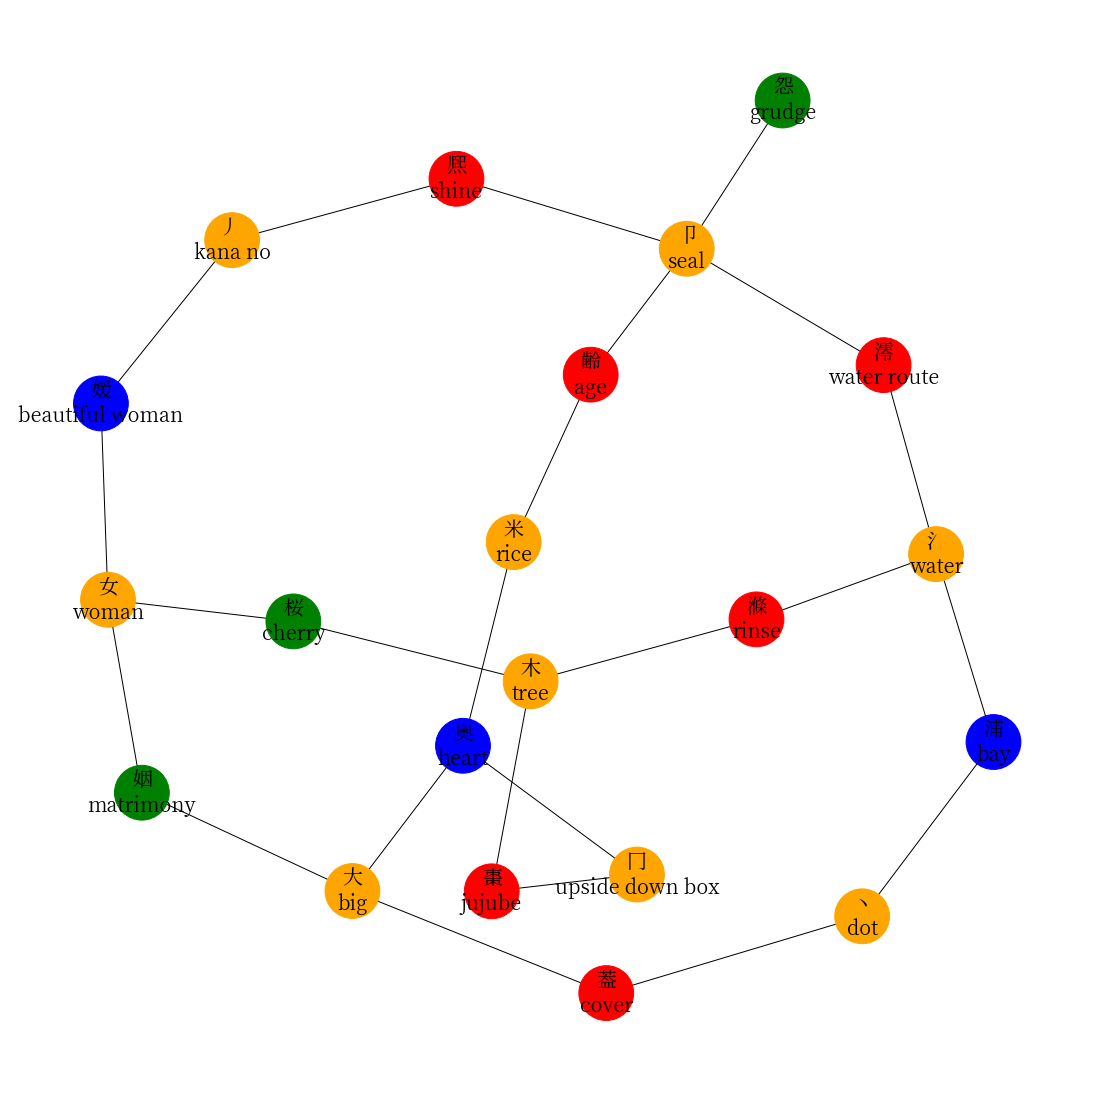 怨
grudge
熈
shine
丿
kana no
卩
seal
齢
age
澪
water route
媛
beautiful woman
米
rice
氵
water
女
woman
桜
cherry
滌
rinse
木
tree
奥
heart
浦
bay
姻
matrimony
大
big
棗
jujube
冂
upside down box
丶
dot
蓋
cover